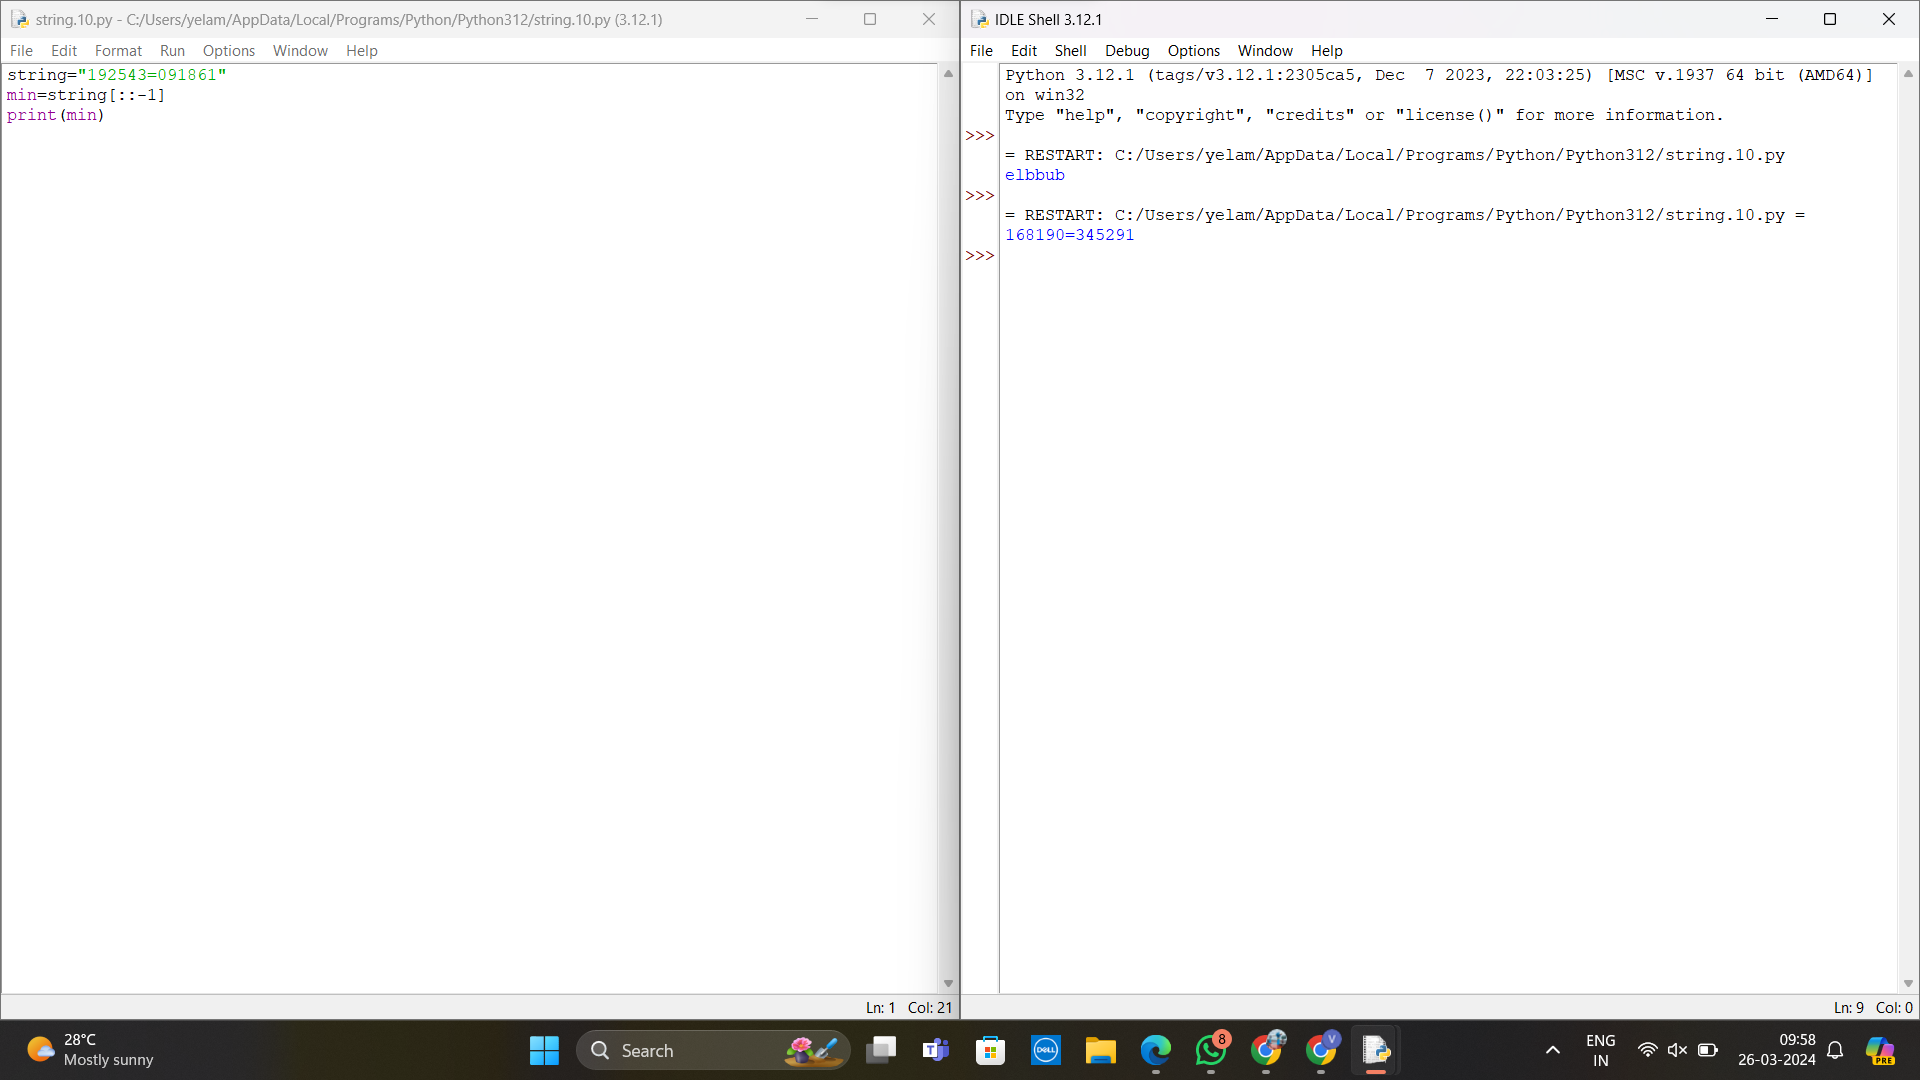 string.10.py - C:/Users/yelam/AppData/Local/Programs/Python/Python312/string.10.py (3.12.1)
File Edit Format Run Options Window Help
string="192543=091861"
min=string[::-1]
print(min)
Ln: 1 Col: 21
IDLE Shell 3.12.1
File Edit Shell Debug Options Window Help
Python 3.12.1 (tags/v3.12.1:2305ca5, Dec  7 2023, 22:03:25) [MSC v.1937 64 bit (AMD64)]
on win32
Type "help", "copyright", "credits" or "license()" for more information.
>>>
= RESTART: C:/Users/yelam/AppData/Local/Programs/Python/Python312/string.10.py
elbbub
>>>
= RESTART: C:/Users/yelam/AppData/Local/Programs/Python/Python312/string.10.py =
168190=345291
>>>
Ln: 9 Col: 0
28°C
Mostly sunny
Search
DELL
8
V
ENG
IN
09:58
26-03-2024
PRE